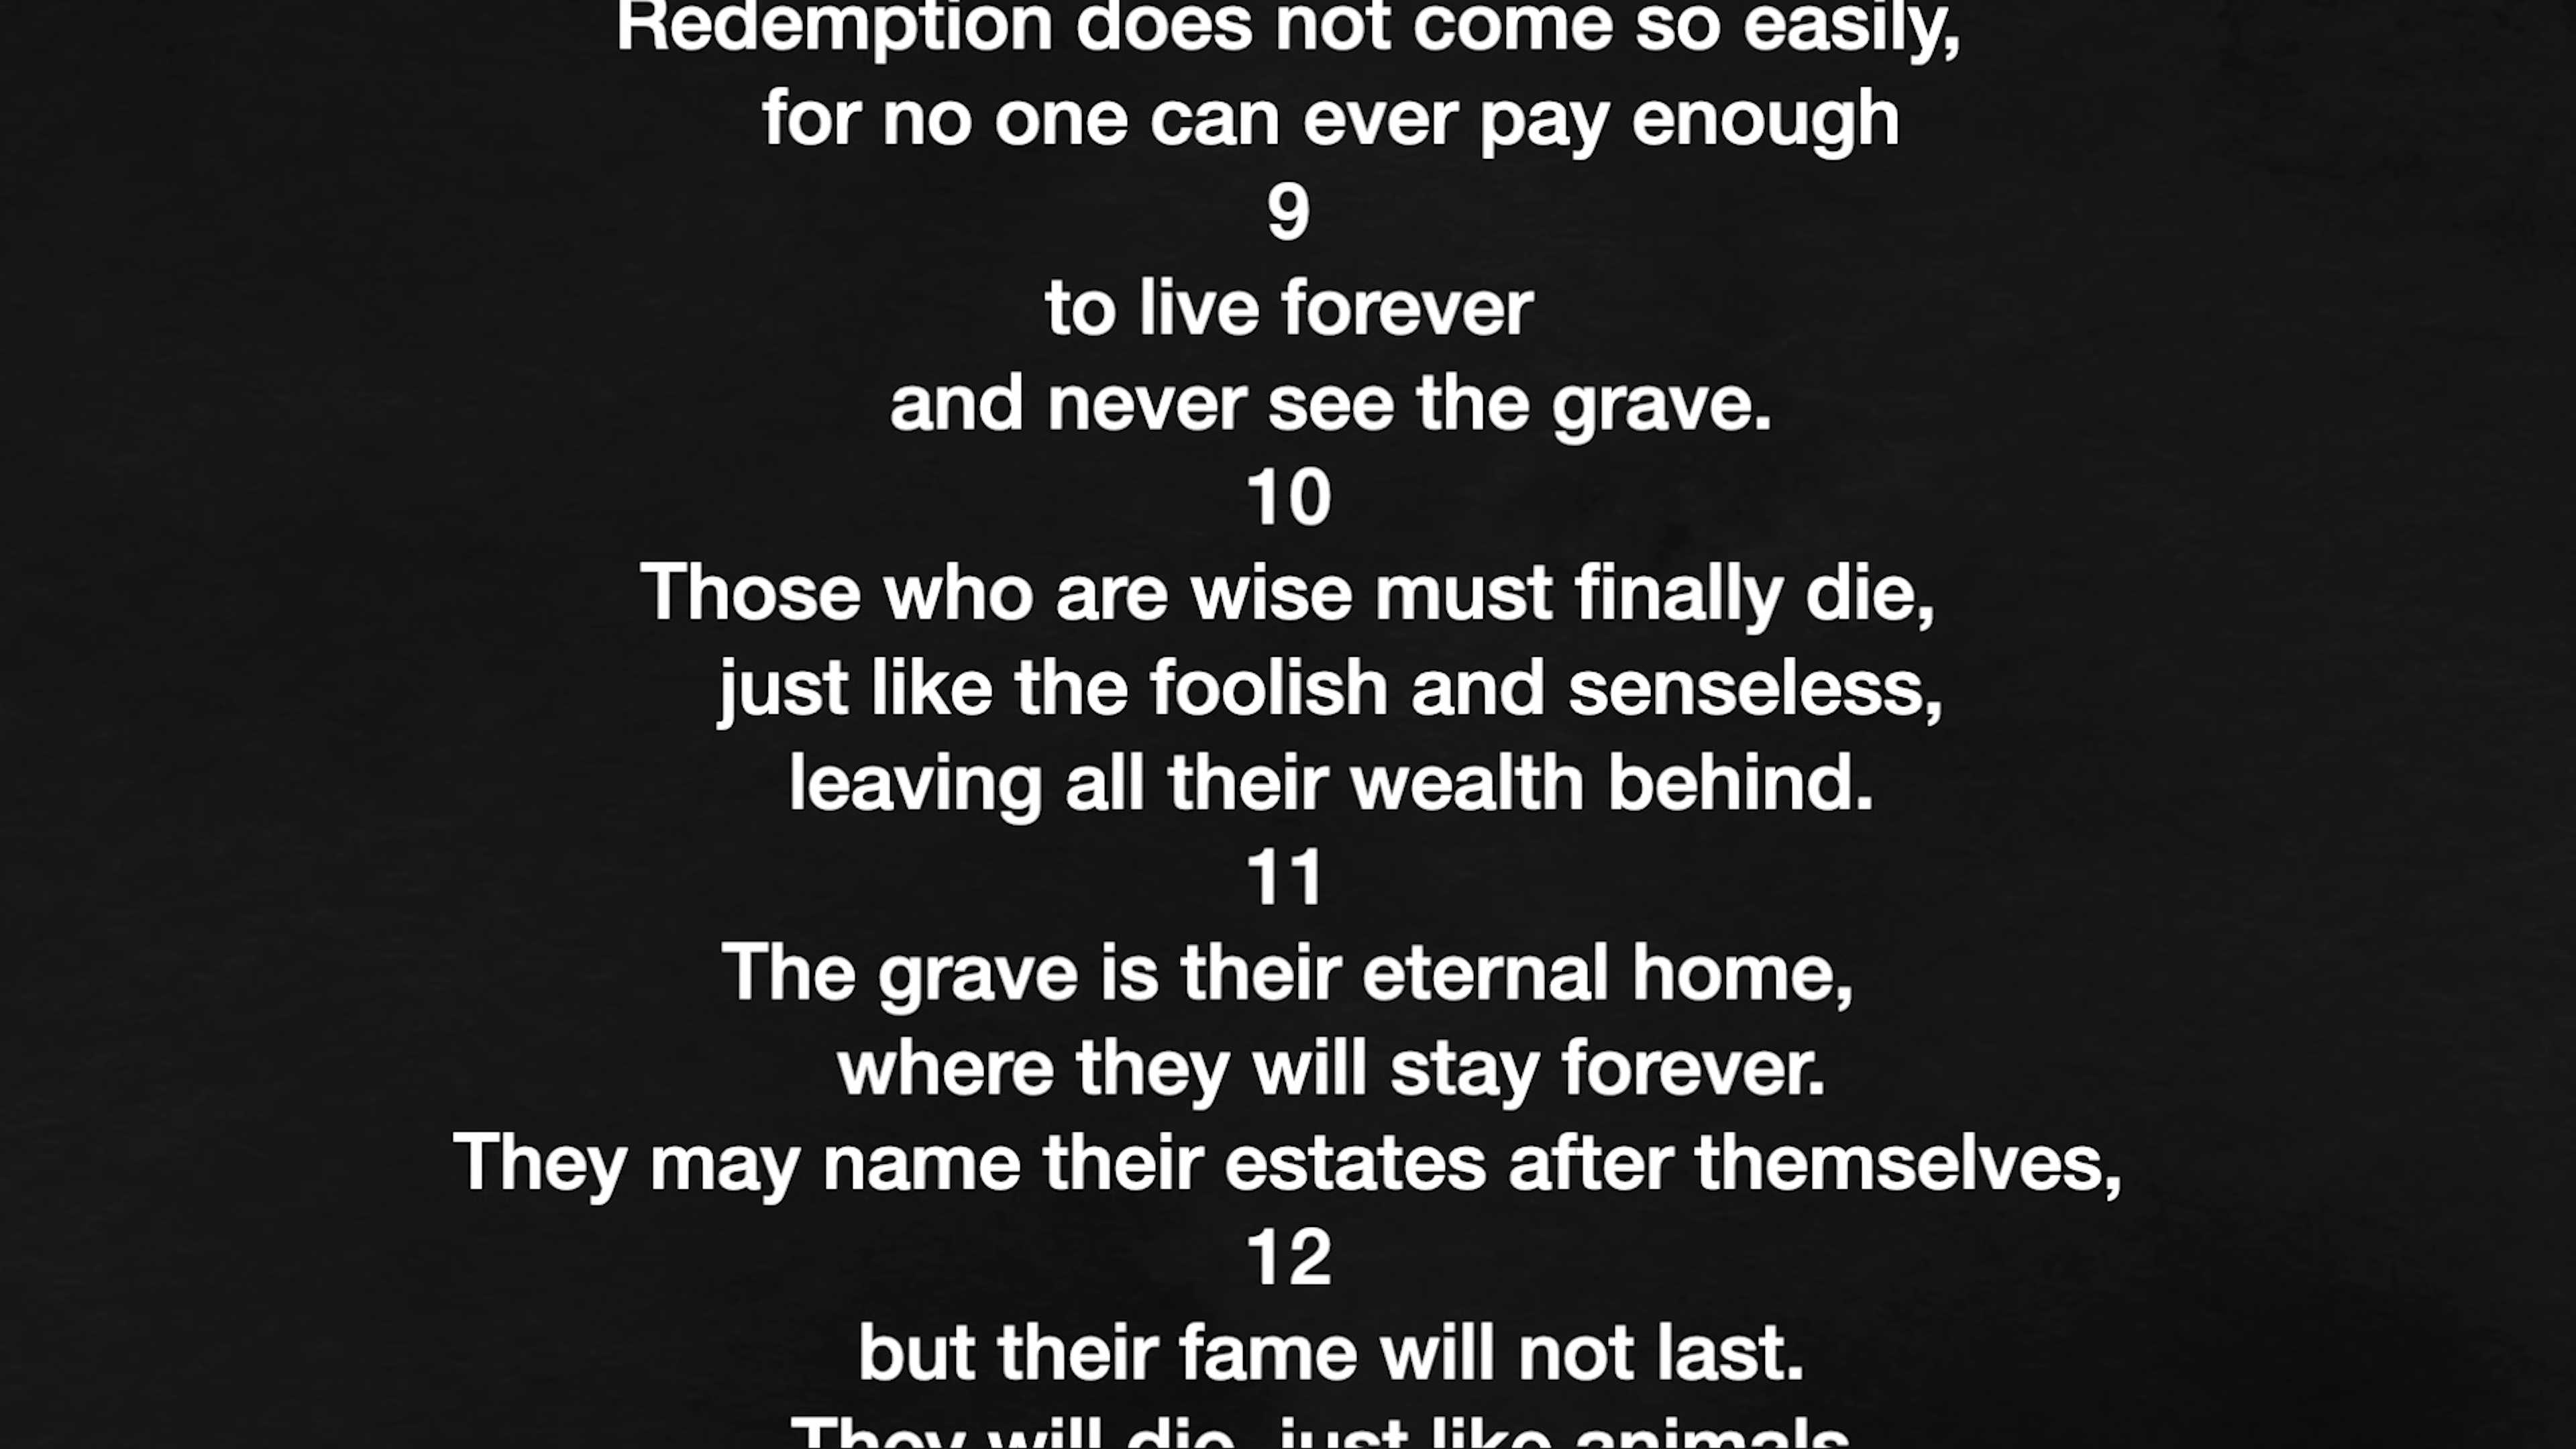 Redemption does not come so easily,
for no one can ever pay enough
9
to live forever
and never see the grave.
10
Those who are wise must finally die,
just like the foolish and senseless,
leaving all their wealth behind.
11
The grave is their eternal home,
where they will stay forever.
They may name their estates after themselves,
12
but their fame will not last.
They will die, just like animals.